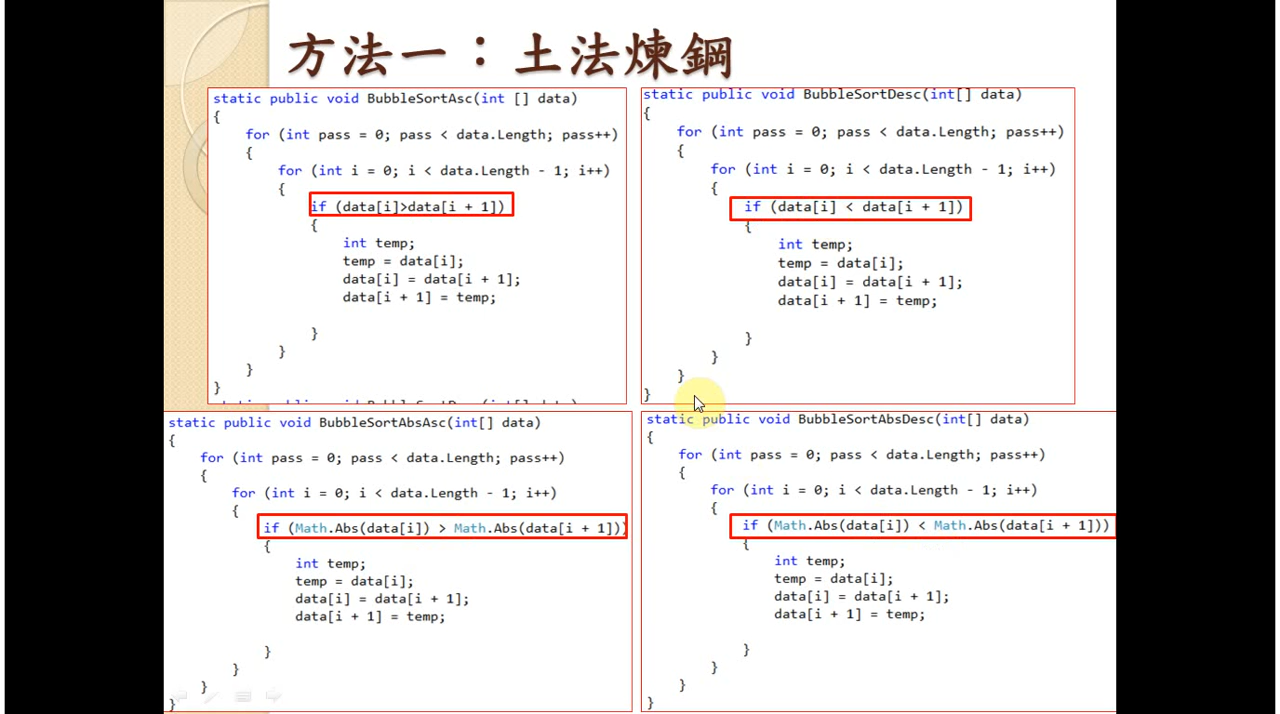 方法一：土法煉鋼
static public void BubbleSortAsc(int [] data)
{
for (int pass = 0; pass < data.Length; pass++)
{
for (int i = 0; i < data.Length - 1; i++)
{
if (data[i]>data[i + 1])
{
int temp;
temp = data[i];
data[i] = data[i + 1];
data[i + 1] = temp;
}
}
}
}
static public void BubbleSortDesc(int[] data)
{
for (int pass = 0; pass < data.Length; pass++)
{
for (int i = 0; i < data.Length - 1; i++)
{
if (data[i] < data[i + 1])
{
int temp;
temp = data[i];
data[i] = data[i + 1];
data[i + 1] = temp;
}
}
}
}
static public void BubbleSortAbsAsc(int[] data)
{
for (int pass = 0; pass < data.Length; pass++)
{
for (int i = 0; i < data.Length - 1; i++)
{
if (Math.Abs(data[i]) > Math.Abs(data[i + 1]))
{
int temp;
temp = data[i];
data[i] = data[i + 1];
data[i + 1] = temp;
}
}
}
}
static public void BubbleSortAbsDesc(int[] data)
{
for (int pass = 0; pass < data.Length; pass++)
{
for (int i = 0; i < data.Length - 1; i++)
{
if (Math.Abs(data[i]) < Math.Abs(data[i + 1]))
{
int temp;
temp = data[i];
data[i] = data[i + 1];
data[i + 1] = temp;
}
}
}
}